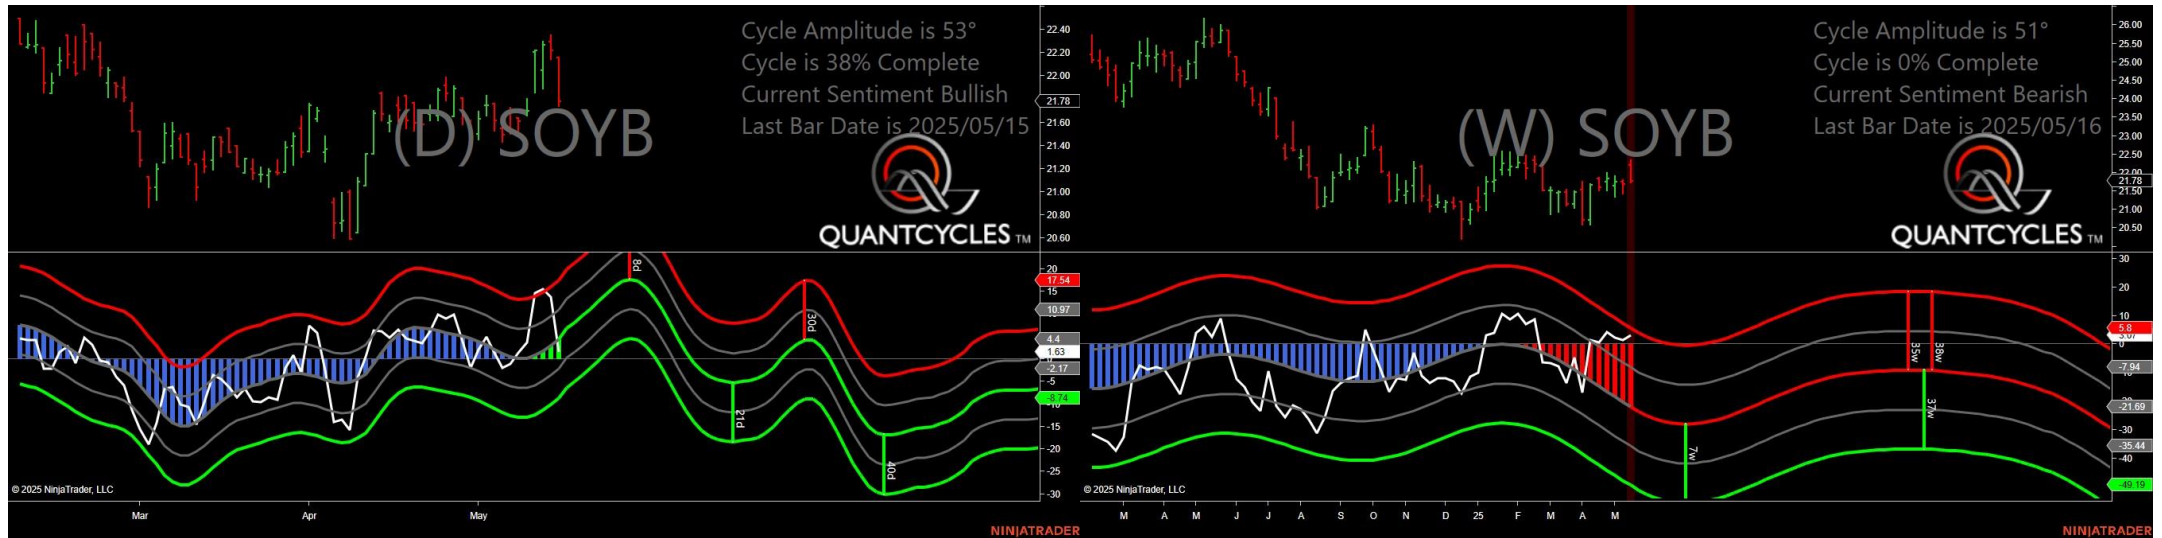 Cycle Amplitude is 53°
Cycle is 38% Complete
Current Sentiment Bullish
Last Bar Date is 2025/05/15
(D) SOYB
QUANTCYCLES TM
22.40
22.20
22.00
21.78
21.60
21.40
21.20
21.00
20.80
20.60
20
17.54
15
10.97
4.4
1.63
-2.17
-5
-8.74
-15
-20
-25
-30
8d
21d
30d
40d
© 2025 NinjaTrader, LLC
Mar
Apr
May
NINJATRADER
Cycle Amplitude is 51°
Cycle is 0% Complete
Current Sentiment Bearish
Last Bar Date is 2025/05/16
(W) SOYB
QUANTCYCLES TM
26.00
25.50
25.00
24.50
24.00
23.50
23.00
22.50
21.78
21.50
21.00
20.50
30
20
10
5.8
0
-7.94
-21.69
-30
-35.44
-40
-49.19
7w
35w
38w
37w
© 2025 NinjaTrader, LLC
M A M J J A S O N D 25 F M A M
NINJATRADER